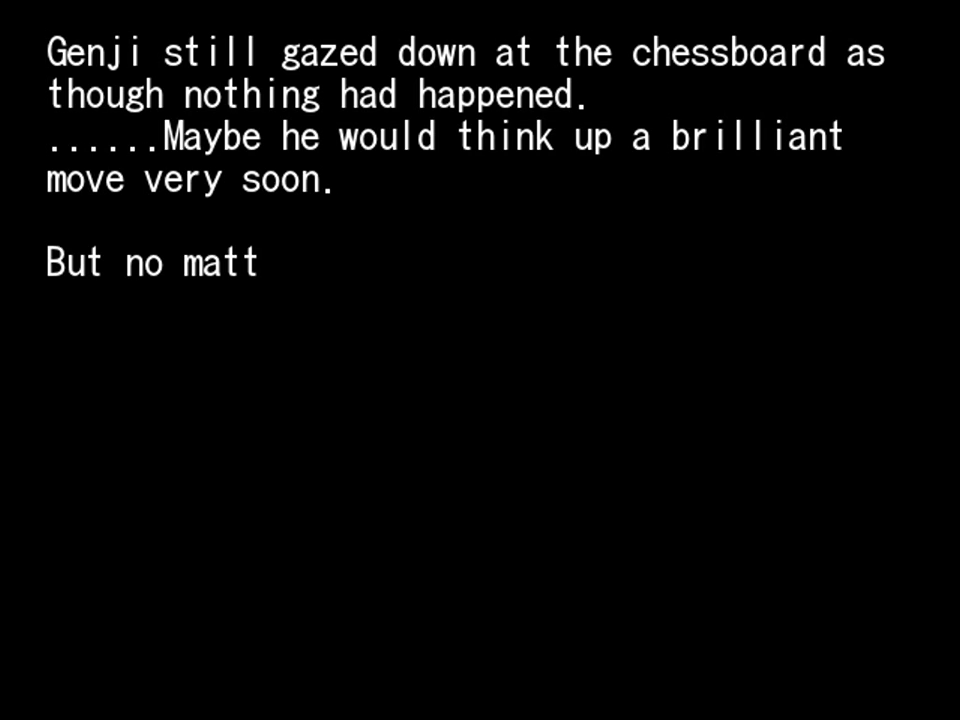 Genji still gazed down at the chessboard as
though nothing had happened.
......Maybe he would think up a brilliant
move very soon.
But no matt